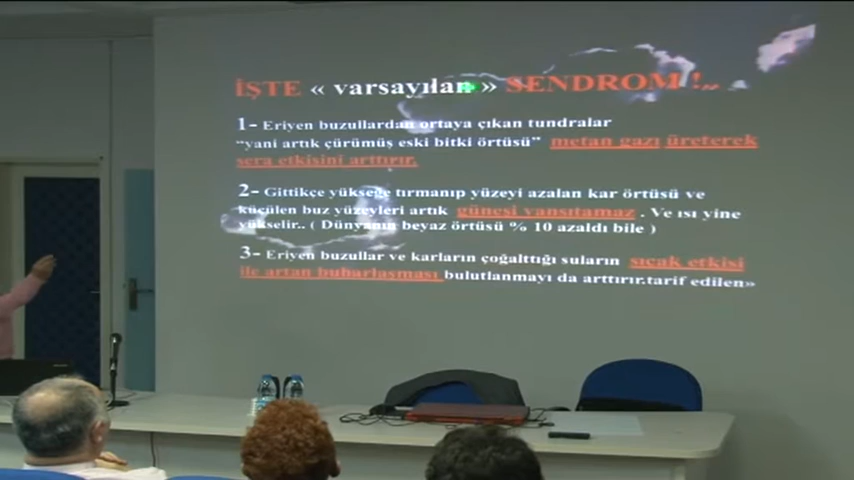 İŞTE « varsayılan » SENDROM !..
1- Eriyen buzullardan ortaya çıkan tundralar
“yani artık çürümüş eski bitki örtüsü” metan gazı üreterek
sera etkisini arttırır.
2- Gittikçe yükseğe tırmanıp yüzeyi azalan kar örtüsü ve
küçülen buz yüzeyleri artık güneşi yansıtamaz . Ve ısı yine
yükselir.. ( Dünyanın beyaz örtüsü % 10 azaldı bile )
3- Eriyen buzullar ve karların çoğalttığı suların sıcak etkisi
ile artan buharlaşması bulutlanmayı da arttırır.tarif edilen»